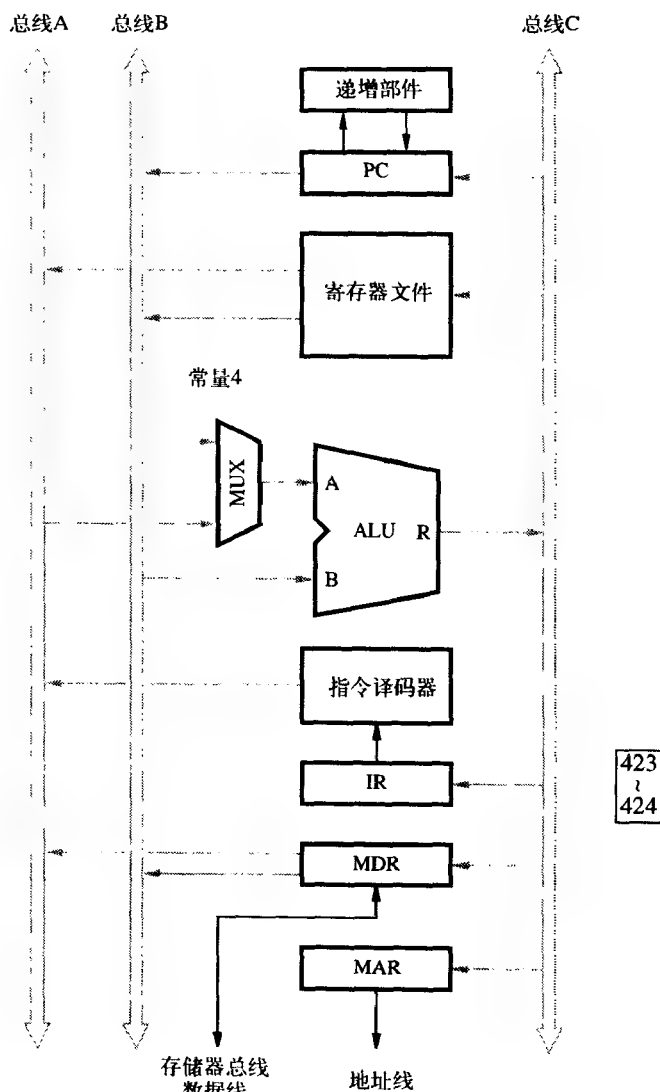 总线A 总线B 总线C
递增部件
PC
寄存器文件
常量4
MUX
A
ALU R
B
指令译码器
423
~
424
IR
MDR
MAR
存储器总线
数据线
地址线